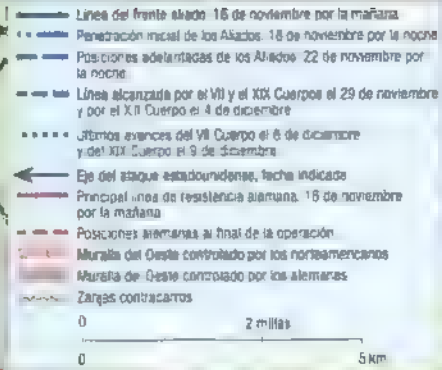 Línea del frente aliado. 16 de noviembre por la mañana
Penetración inicial de los Aliados. 16 de noviembre por la noche
Posiciones adelantadas de los Aliados. 22 de noviembre por
la noche
Línea alcanzada por el VII y el XIX Cuerpos el 29 de noviembre
y por el XIII Cuerpo el 4 de diciembre
Últimos avances del VII Cuerpo el 6 de diciembre
y del XIX Cuerpo el 9 de diciembre
Eje del ataque estadounidense, fecha indicada
Principal línea de resistencia alemana. 16 de noviembre
por la mañana
Posiciones alemanas al final de la operación
Muralla del Oeste controlado por los norteamericanos
Muralla del Oeste controlado por los alemanes
Zanjas contracarros
0 2 millas
0 5 km